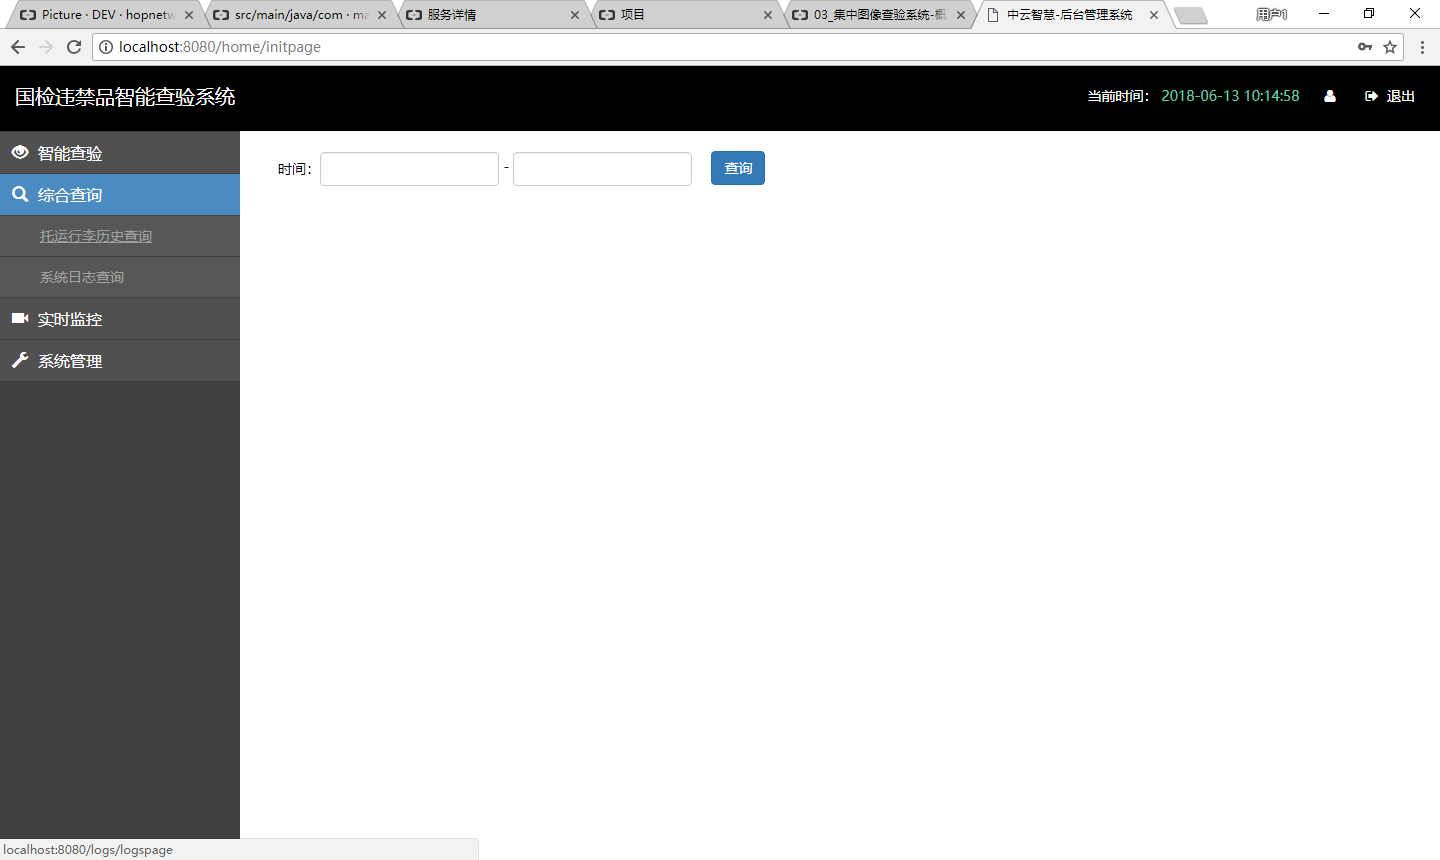 Picture · DEV · hopnetw
src/main/java/com · ma
服务详情
项目
03_集中图像查验系统-概
中云智慧-后台管理系统
用户1
localhost:8080/home/initpage
国检违禁品智能查验系统
当前时间： 2018-06-13 10:14:58
退出
智能查验
综合查询
托运行李历史查询
系统日志查询
实时监控
系统管理
时间： - 查询
localhost:8080/logs/logspage